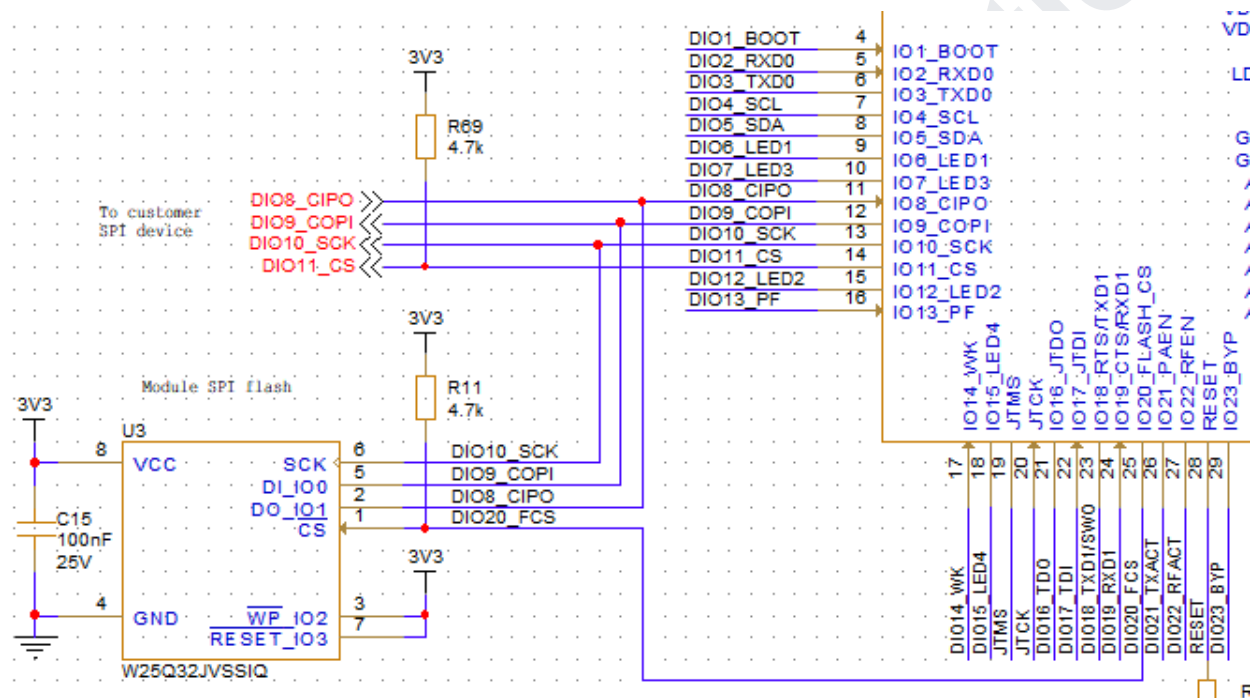 VD
DIO1_BOOT 4 IO1_BOOT
DIO2_RXD0 5 IO2_RXD0
DIO3_TXD0 6 IO3_TXD0
DIO4_SCL 7 IO4_SCL
DIO5_SDA 8 IO5_SDA
DIO6_LED1 9 IO6_LED1
DIO7_LED3 10 IO7_LED3
DIO8_CIPO 11 IO8_CIPO
DIO9_COPI 12 IO9_COPI
DIO10_SCK 13 IO10_SCK
DIO11_CS 14 IO11_CS
DIO12_LED2 15 IO12_LED2
DIO13_PF 16 IO13_PF
3V3
R69
4.7k
To customer
SPI device
DIO8_CIPO
DIO9_COPI
DIO10_SCK
DIO11_CS
3V3
R11
4.7k
Module SPI flash
3V3
U3
8 VCC
SCK 6 DIO10_SCK
DI_IO0 5 DIO9_COPI
DO_IO1 2 DIO8_CIPO
CS 1 DIO20_FCS
C15
100nF
25V
3V3
4 GND
WP_IO2 3
RESET_IO3 7
W25Q32JVSSIQ
IO14_WK 17 DIO14_WK
IO15_LED4 18 DIO15_LED4
JTMS 19 JTMS
JTCK 20 JTCK
IO16_JTDO 21 DIO16_TDO
IO17_JTDI 22 DIO17_TDI
IO18_RTS/TXD1 23 DIO18_TXD1/SWO
IO19_CTS/RXD1 24 DIO19_RXD1
IO20_FLASH_CS 25 DIO20_FCS
IO21_PAEN 26 DIO21_TXACT
IO22_RFEN 27 DIO22_RFACT
RESET 28 RESET
IO23_BYP 29 DIO23_BYP